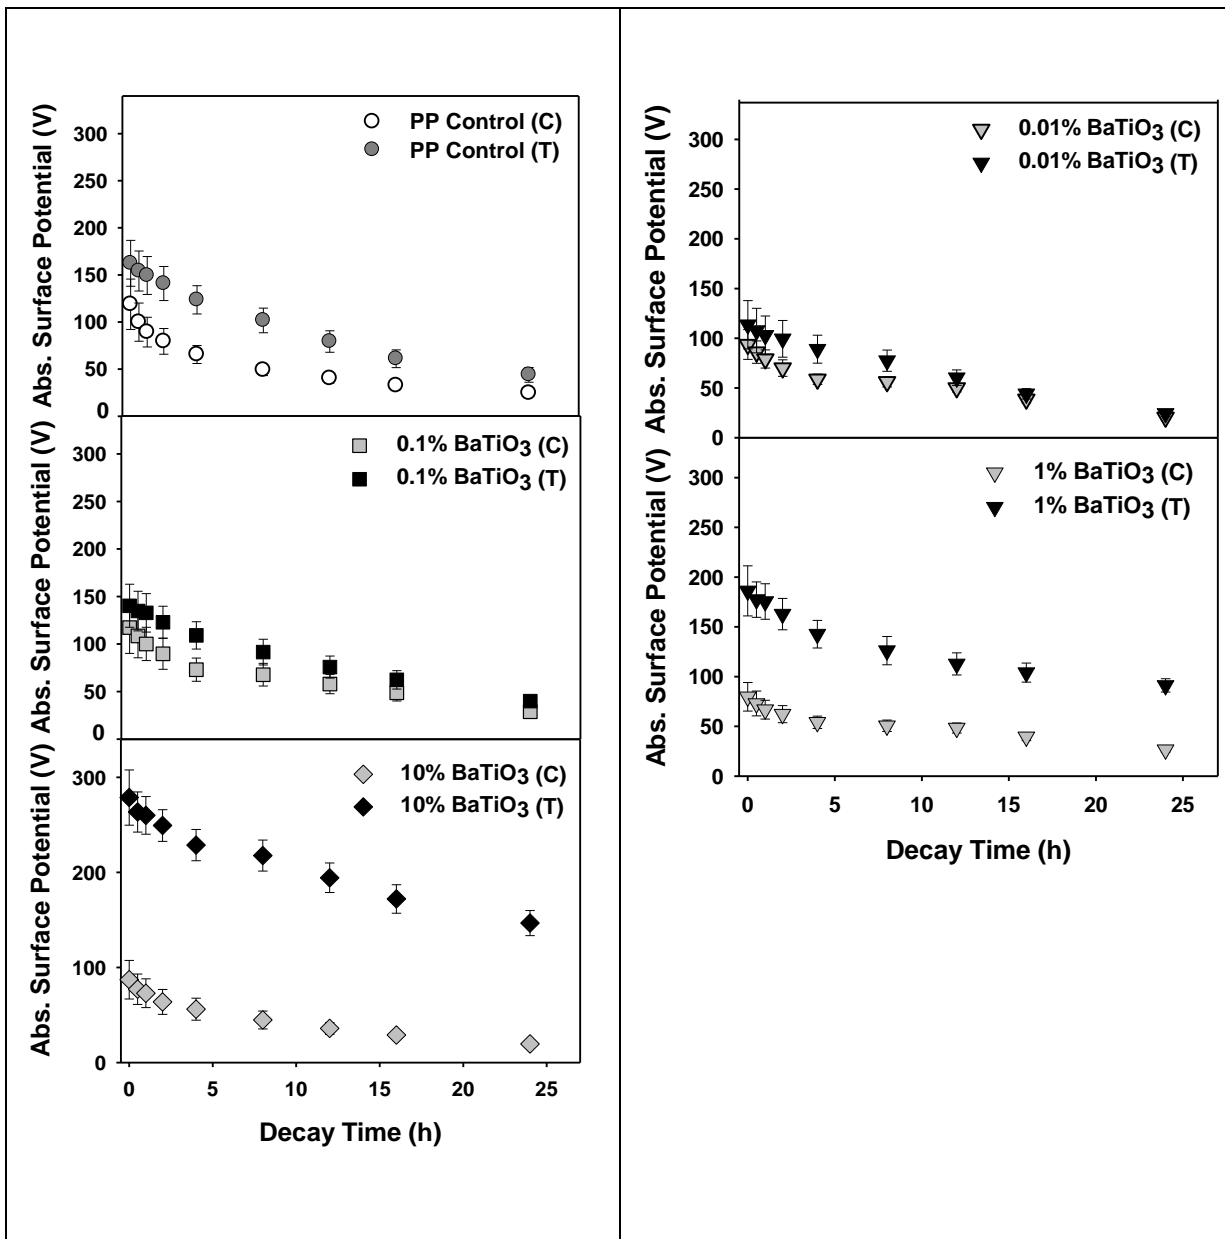 Abs. Surface Potential (V)
300
250
200
150
100
50
0
PP Control (C)
PP Control (T)
Abs. Surface Potential (V)
300
250
200
150
100
50
0
0.1% BaTiO3 (C)
0.1% BaTiO3 (T)
Abs. Surface Potential (V)
300
200
100
0
10% BaTiO3 (C)
10% BaTiO3 (T)
0 5 10 15 20 25
Decay Time (h)
Abs. Surface Potential (V)
300
250
200
150
100
50
0
0.01% BaTiO3 (C)
0.01% BaTiO3 (T)
Abs. Surface Potential (V)
300
250
200
150
100
50
0
1% BaTiO3 (C)
1% BaTiO3 (T)
0 5 10 15 20 25
Decay Time (h)